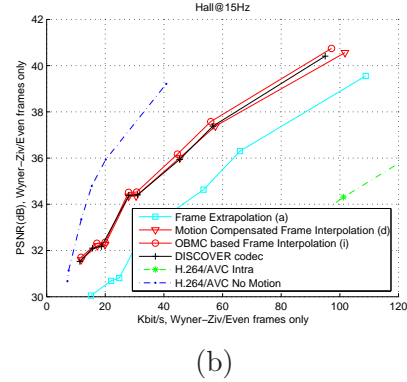 Hall@15Hz
PSNR(dB), Wyner−Ziv/Even frames only
42
40
38
36
34
32
30
0
20
40
60
80
100
120
Frame Extrapolation (a)
Motion Compensated Frame Interpolation (d)
OBMC based Frame Interpolation (i)
DISCOVER codec
H.264/AVC Intra
H.264/AVC No Motion
Kbit/s, Wyner−Ziv/Even frames only
(b)